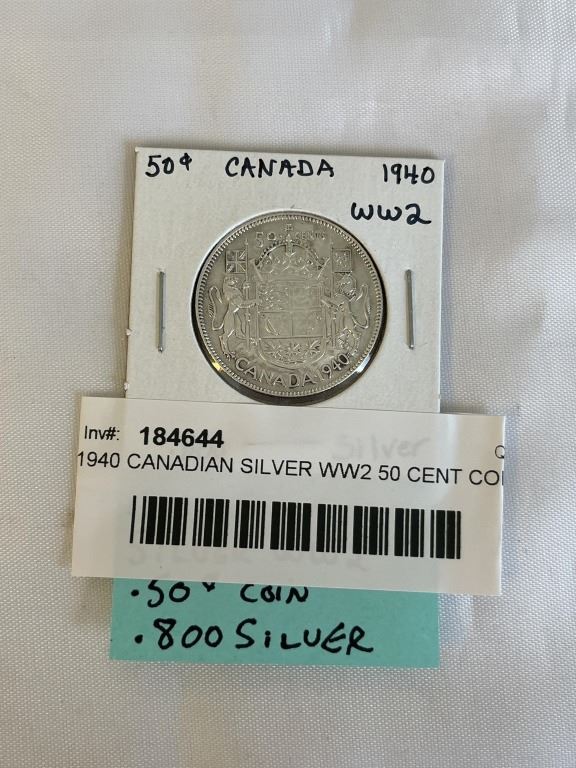 50¢ CANADA 1940
WW2
50 CENTS
CANADA 1940
Silver
Inv#: 184644
1940 CANADIAN SILVER WW2 50 CENT
.50¢ COIN
.800 SILVER